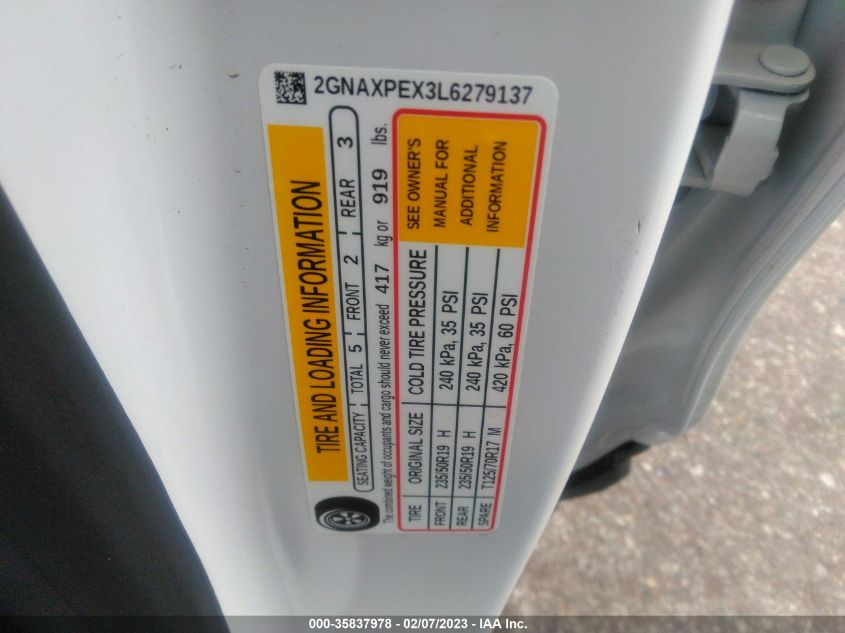 2GNAXPEX3L6279137
TIRE AND LOADING INFORMATION
SEATING CAPACITY TOTAL 5 FRONT 2 REAR 3
The combined weight of occupants and cargo should never exceed 417 kg or 919 lbs.
TIRE ORIGINAL SIZE COLD TIRE PRESSURE
FRONT 235/50R19 H 240 kPa, 35 PSI
REAR 235/50R19 H 240 kPa, 35 PSI
SPARE T125/70R17 M 420 kPa, 60 PSI
SEE OWNER'S
MANUAL FOR
ADDITIONAL
INFORMATION
000-35837978 - 02/07/2023 - IAA Inc.